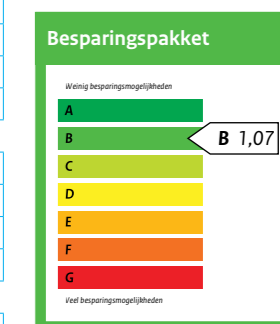 Besparingspakket
Weinig besparingsmogelijkheden
A
B
B 1,07
C
D
E
F
G
Veel besparingsmogelijkheden